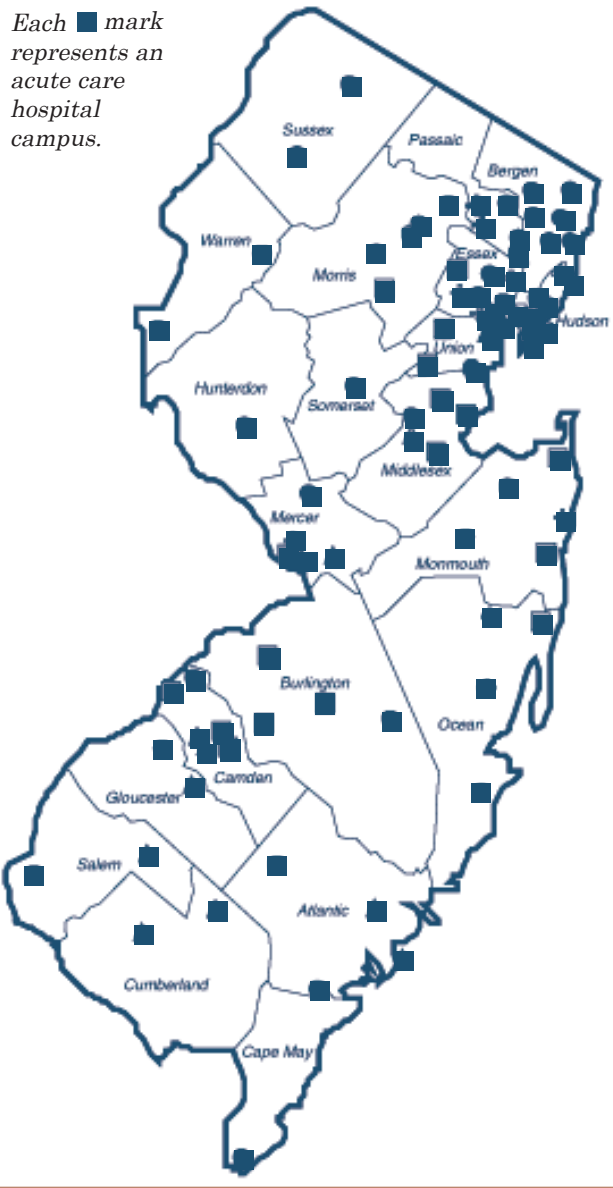 Each mark
represents an
acute care
hospital
campus.
Sussex
Passaic
Bergen
Warren
Essex
Morris
Hudson
Union
Hunterdon
Somerset
Middlesex
Mercer
Monmouth
Burlington
Ocean
Camden
Gloucester
Salem
Atlantic
Cumberland
Cape May